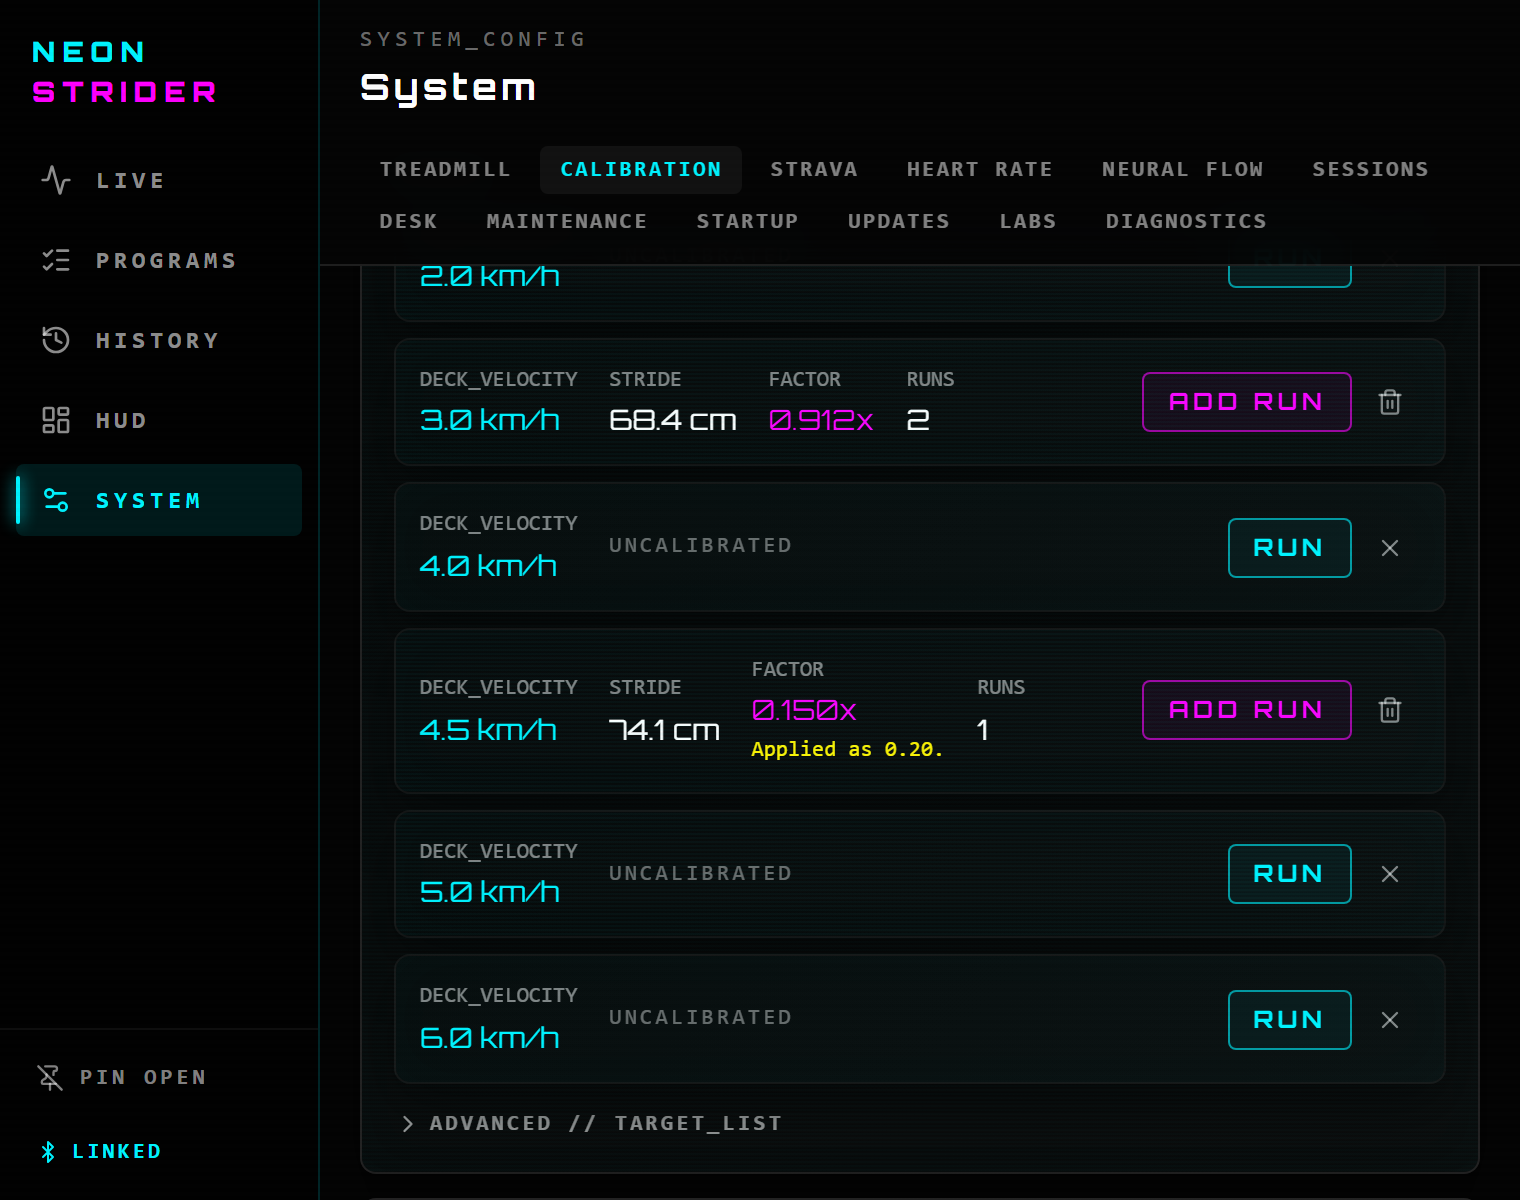 NEON
STRIDER
LIVE
PROGRAMS
HISTORY
HUD
SYSTEM
PIN OPEN
LINKED
SYSTEM_CONFIG
System
TREADMILL CALIBRATION STRAVA HEART RATE NEURAL FLOW SESSIONS
DESK MAINTENANCE STARTUP UPDATES LABS DIAGNOSTICS
2.0 km/h RUN
DECK_VELOCITY STRIDE FACTOR RUNS
3.0 km/h 68.4 cm 0.912x 2 ADD RUN
DECK_VELOCITY
4.0 km/h UNCALIBRATED RUN
DECK_VELOCITY STRIDE FACTOR RUNS
4.5 km/h 74.1 cm 0.150x 1 ADD RUN
Applied as 0.20.
DECK_VELOCITY
5.0 km/h UNCALIBRATED RUN
DECK_VELOCITY
6.0 km/h UNCALIBRATED RUN
ADVANCED // TARGET_LIST